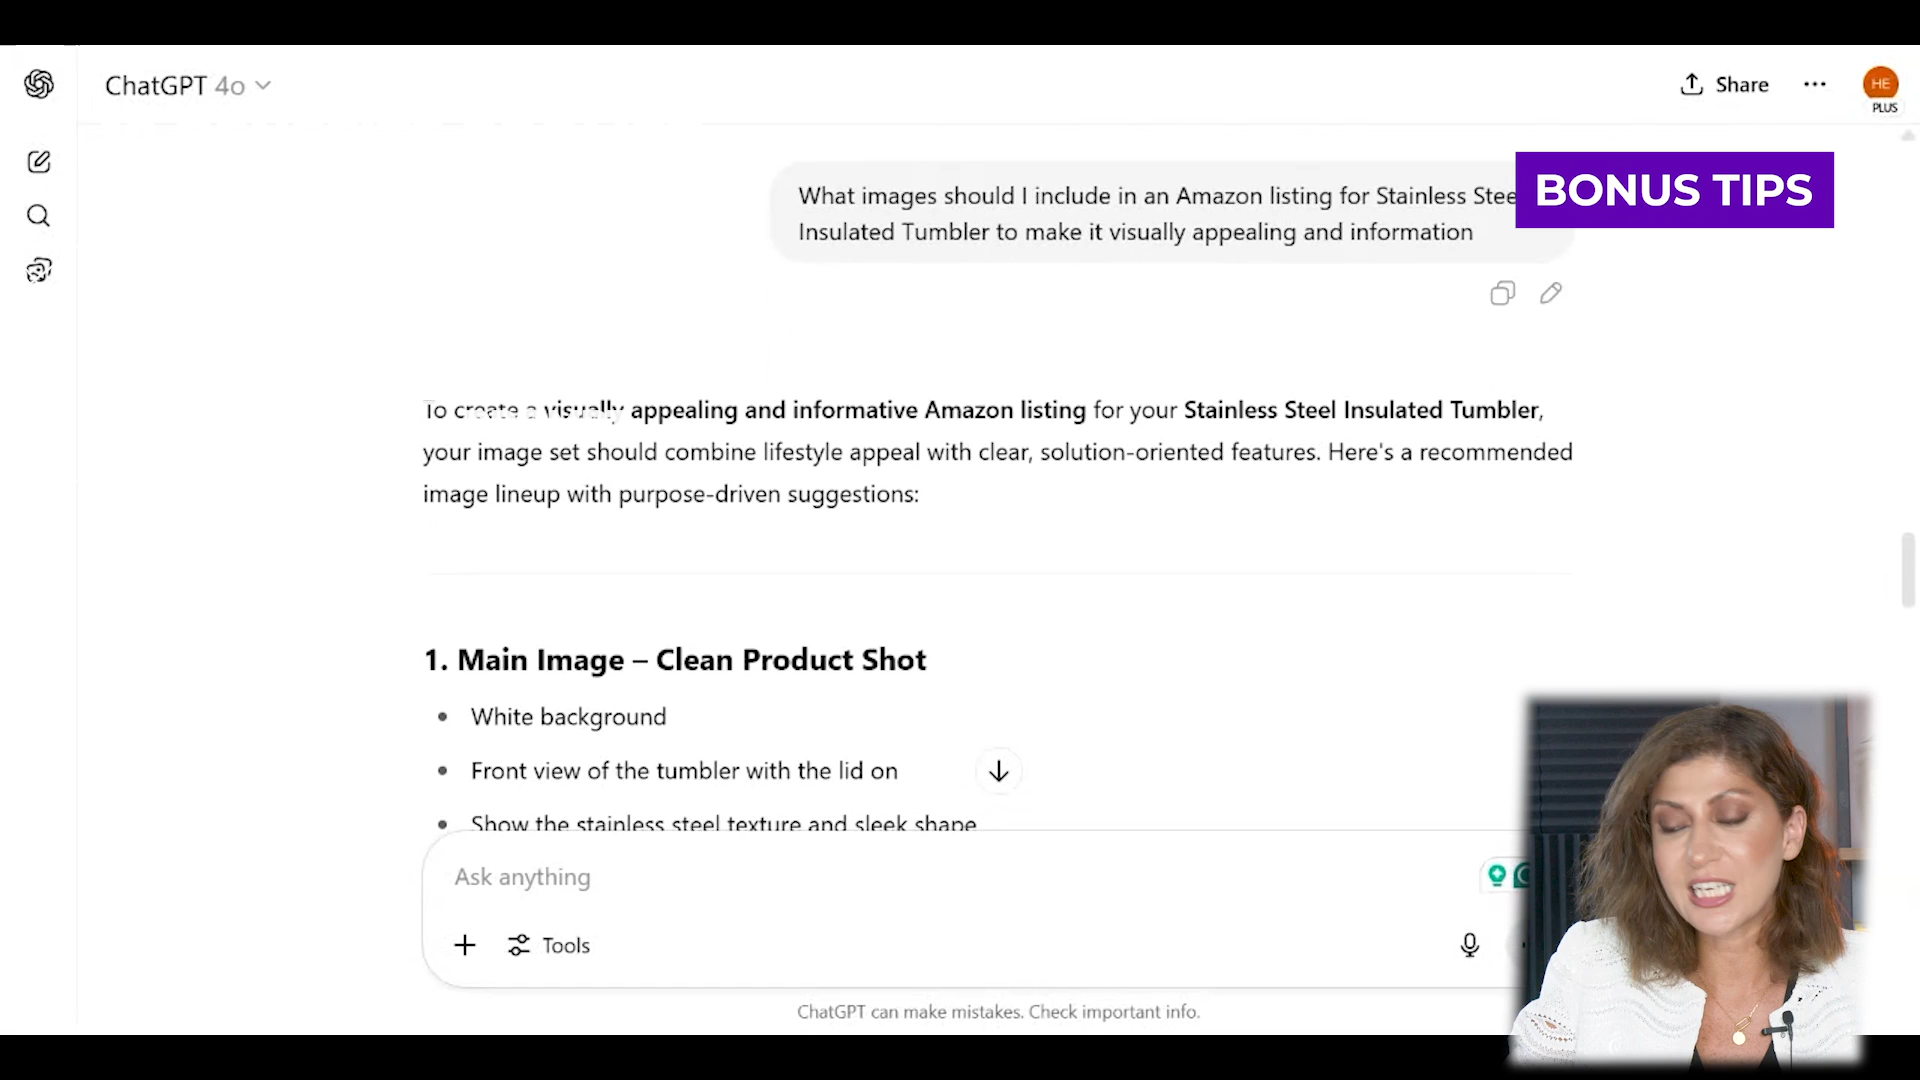 ChatGPT 4o
Share
HE
PLUS
BONUS TIPS
What images should I include in an Amazon listing for Stainless Stee
Insulated Tumbler to make it visually appealing and information
To create a visually appealing and informative Amazon listing for your Stainless Steel Insulated Tumbler,
your image set should combine lifestyle appeal with clear, solution-oriented features. Here's a recommended
image lineup with purpose-driven suggestions:
1. Main Image – Clean Product Shot
• White background
• Front view of the tumbler with the lid on
• Show the stainless steel texture and sleek shape
Ask anything
Tools
ChatGPT can make mistakes. Check important info.